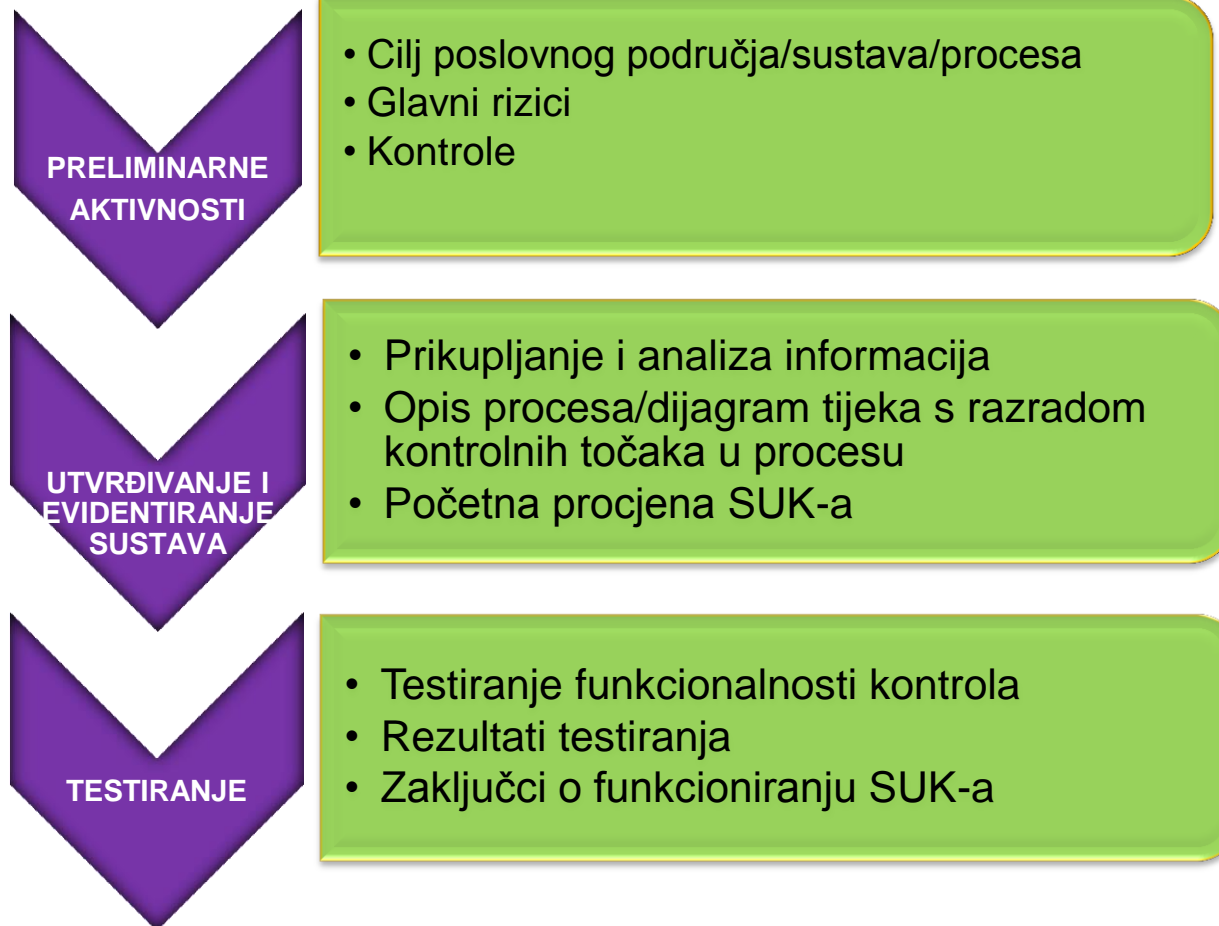 PRELIMINARNE
AKTIVNOSTI
• Cilj poslovnog područja/sustava/procesa
• Glavni rizici
• Kontrole
UTVRĐIVANJE I
EVIDENTIRANJE
SUSTAVA
• Prikupljanje i analiza informacija
• Opis procesa/dijagram tijeka s razradom
kontrolnih točaka u procesu
• Početna procjena SUK-a
TESTIRANJE
• Testiranje funkcionalnosti kontrola
• Rezultati testiranja
• Zaključci o funkcioniranju SUK-a